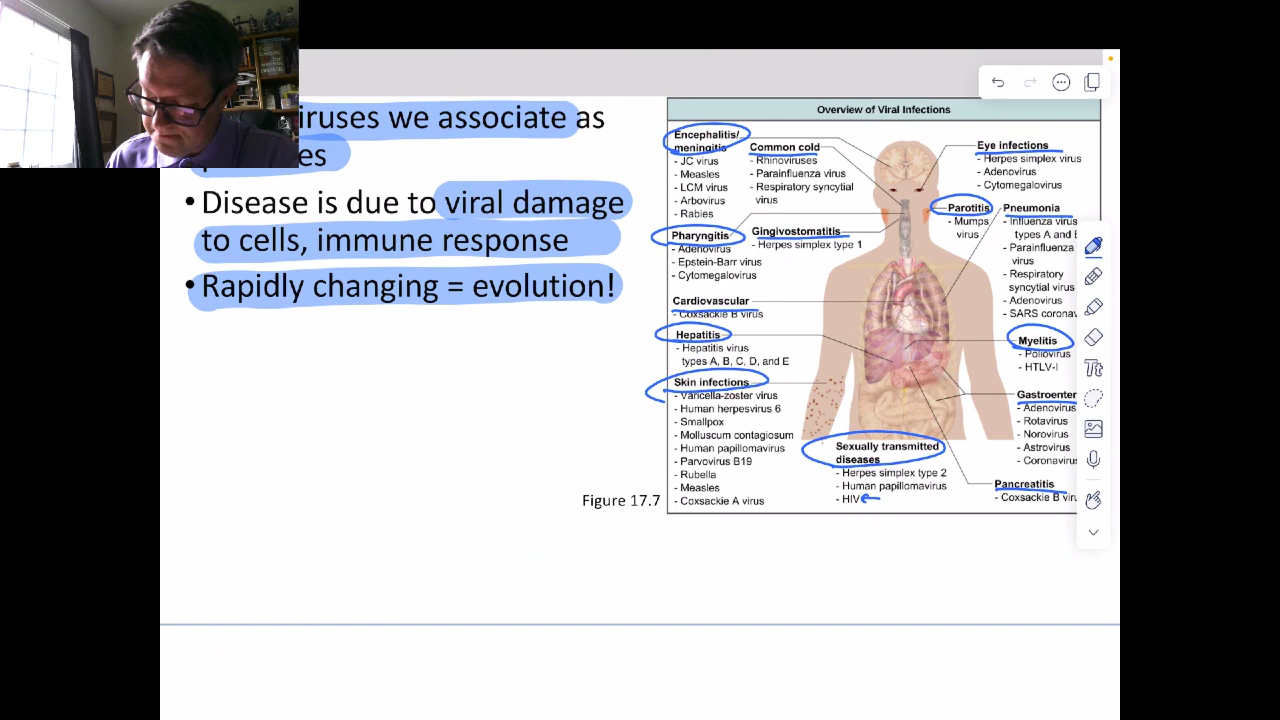 iruses we associate as
es
• Disease is due to viral damage
to cells, immune response
• Rapidly changing = evolution!
Figure 17.7
Overview of Viral Infections
Encephalitis/
meningitis
- JC virus
- Measles
- LCM virus
- Arbovirus
- Rabies
Common cold
- Rhinoviruses
- Parainfluenza virus
- Respiratory syncytial
virus
Eye infections
- Herpes simplex virus
- Adenovirus
- Cytomegalovirus
Parotitis
- Mumps
virus
Pneumonia
- Influenza virus
types A and
- Parainfluenza
virus
- Respiratory
syncytial virus
- Adenovirus
- SARS coronav
Pharyngitis
- Adenovirus
- Epstein-Barr virus
- Cytomegalovirus
Gingivostomatitis
- Herpes simplex type 1
Cardiovascular
- Coxsackie B virus
Hepatitis
- Hepatitis virus
types A, B, C, D, and E
Myelitis
- Poliovirus
- HTLV-I
Skin infections
- Varicella-zoster virus
- Human herpesvirus 6
- Smallpox
- Molluscum contagiosum
- Human papillomavirus
- Parvovirus B19
- Rubella
- Measles
- Coxsackie A virus
Sexually transmitted
diseases
- Herpes simplex type 2
- Human papillomavirus
- HIV
Gastroenter
- Adenovirus
- Rotavirus
- Norovirus
- Astrovirus
- Coronavirus
Pancreatitis
- Coxsackie B viru
Tt